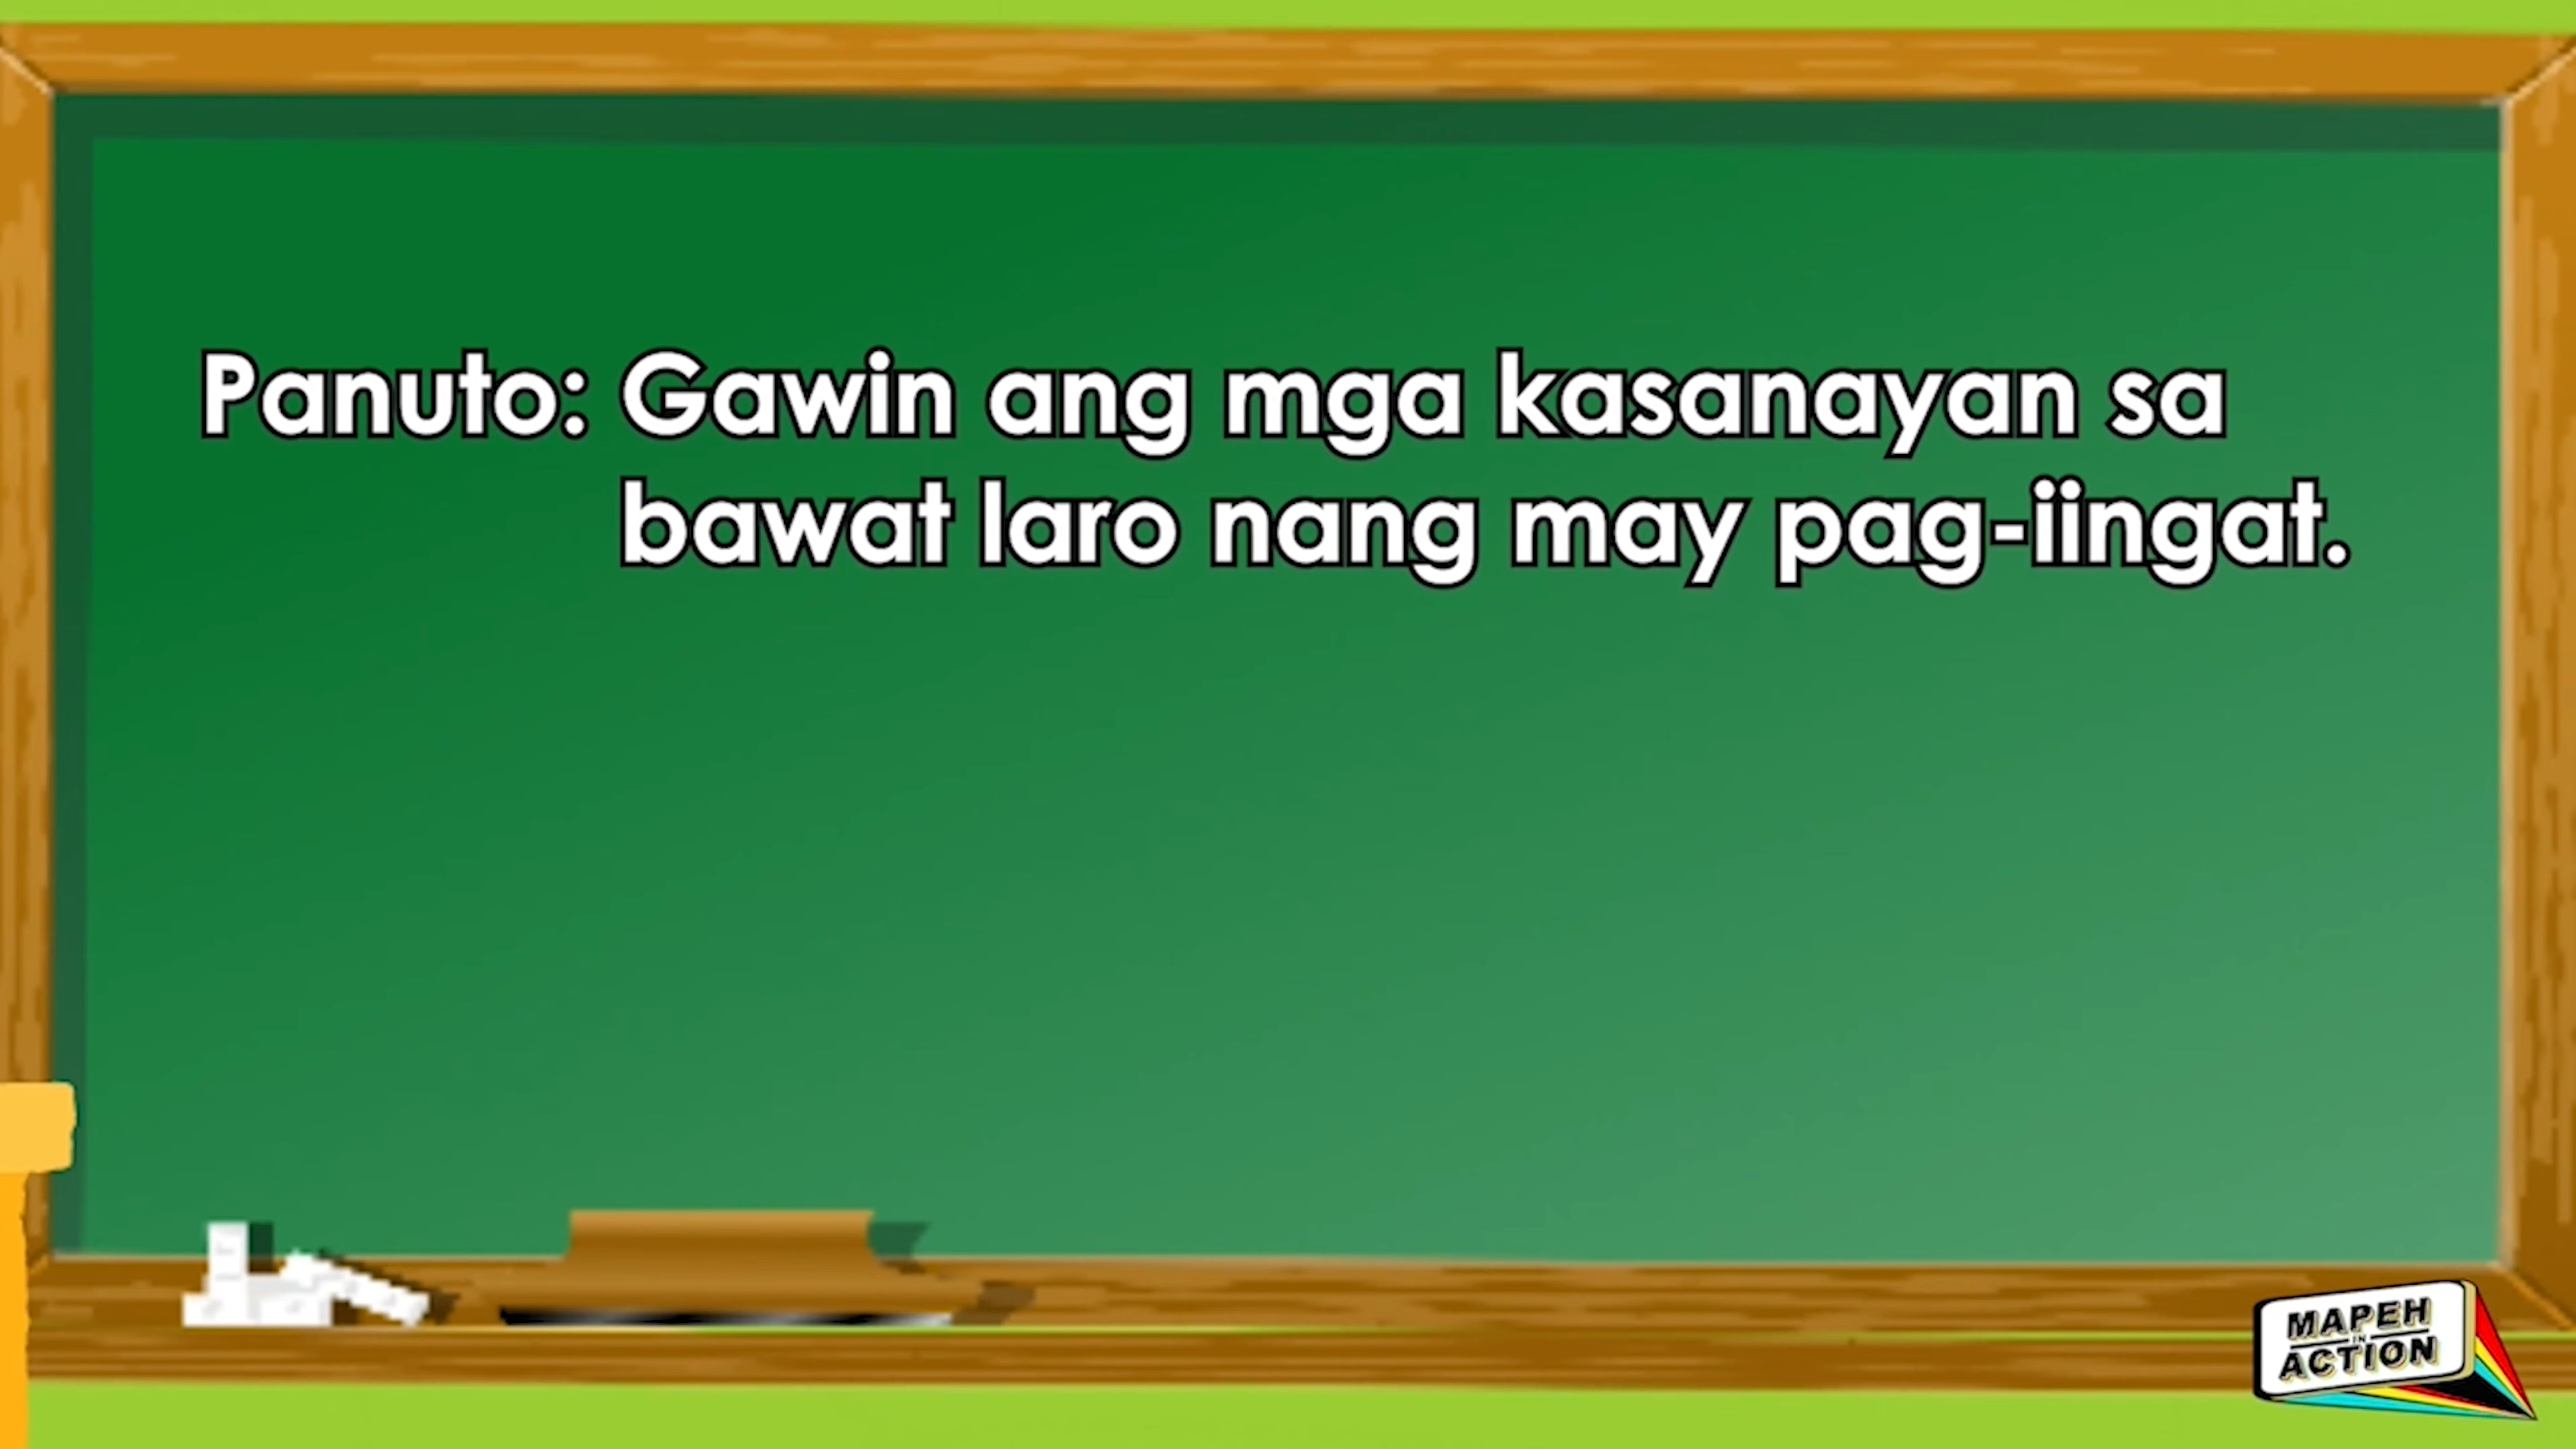 Panuto: Gawin ang mga kasanayan sa
bawat laro nang may pag-iingat.
MAPEH
IN
ACTION